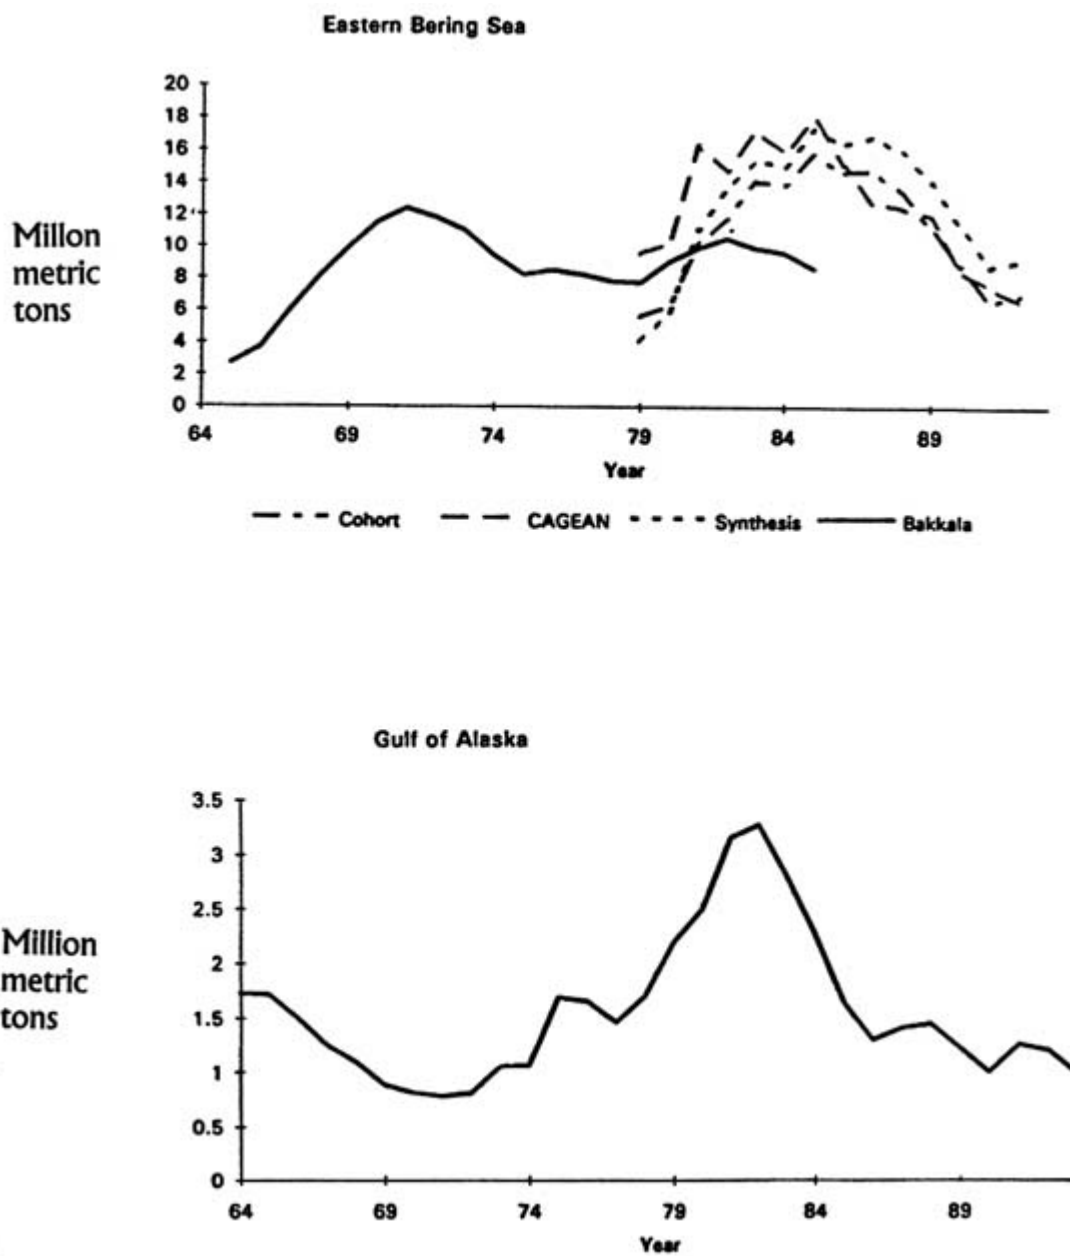 Eastern Bering Sea
20
18
16
14
12
10
8
6
4
2
0
Millon
metric
tons
64 69 74 79 84 89
Year
Cohort CAGEAN Synthesis Bakkala
Gulf of Alaska
3.5
3
2.5
2
1.5
1
0.5
0
Million
metric
tons
64 69 74 79 84 89
Year